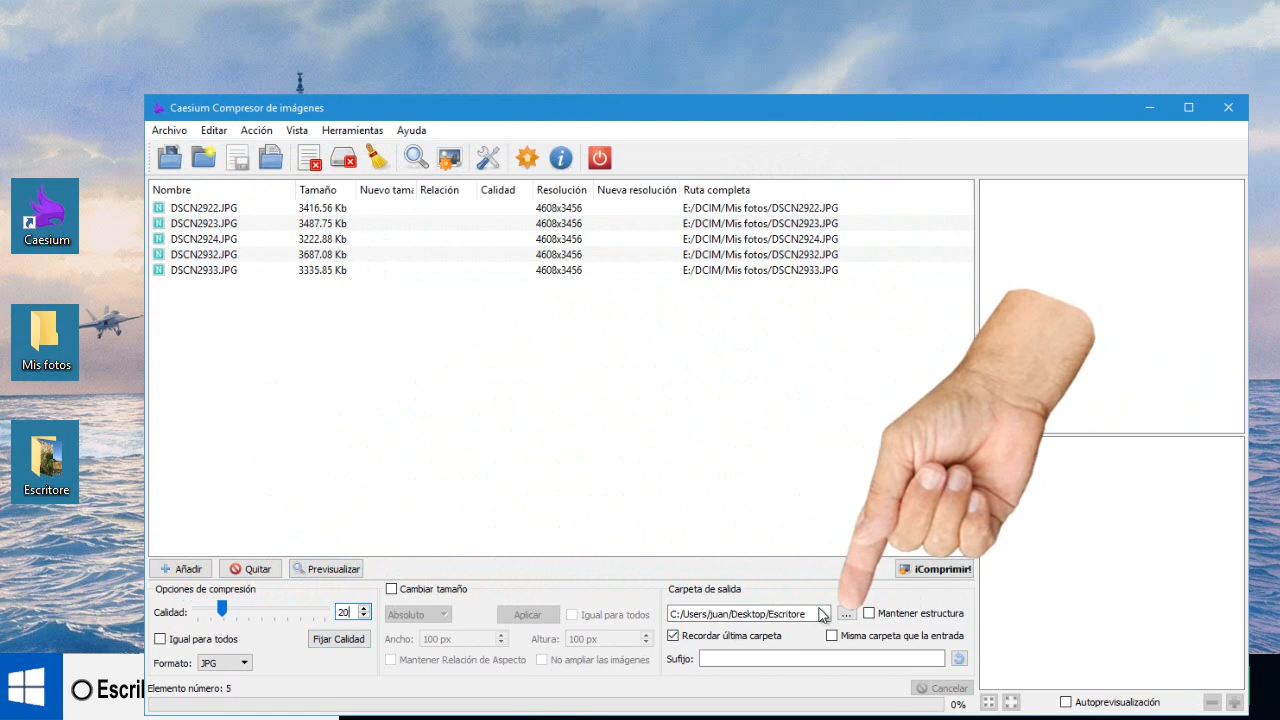 Caesium Compresor de imágenes
Archivo Editar Acción Vista Herramientas Ayuda
Nombre Tamaño Nuevo tama Relación Calidad Resolución Nueva resolución Ruta completa
N DSCN2922.JPG 3416.56 Kb 4608x3456 E:/DCIM/Mis fotos/DSCN2922.JPG
N DSCN2923.JPG 3487.75 Kb 4608x3456 E:/DCIM/Mis fotos/DSCN2923.JPG
N DSCN2924.JPG 3222.88 Kb 4608x3456 E:/DCIM/Mis fotos/DSCN2924.JPG
N DSCN2932.JPG 3687.08 Kb 4608x3456 E:/DCIM/Mis fotos/DSCN2932.JPG
N DSCN2933.JPG 3335.85 Kb 4608x3456 E:/DCIM/Mis fotos/DSCN2933.JPG
Caesium
Mis fotos
Escritore
Añadir Quitar Previsualizar ¡Comprimir!
Opciones de compresión Cambiar tamaño Carpeta de salida
Calidad: 20 Absoluto Aplicar Igual para todos C:/Users/juan/Desktop/Escritore ... Mantener estructura
Igual para todos Fijar Calidad Ancho: 100 px Altura: 100 px Recordar última carpeta Misma carpeta que la entrada
Formato: JPG Mantener Relación de Aspecto No ampliar las imágenes Sufijo:
Escril Elemento número: 5 Cancelar
0% Autoprevisualización